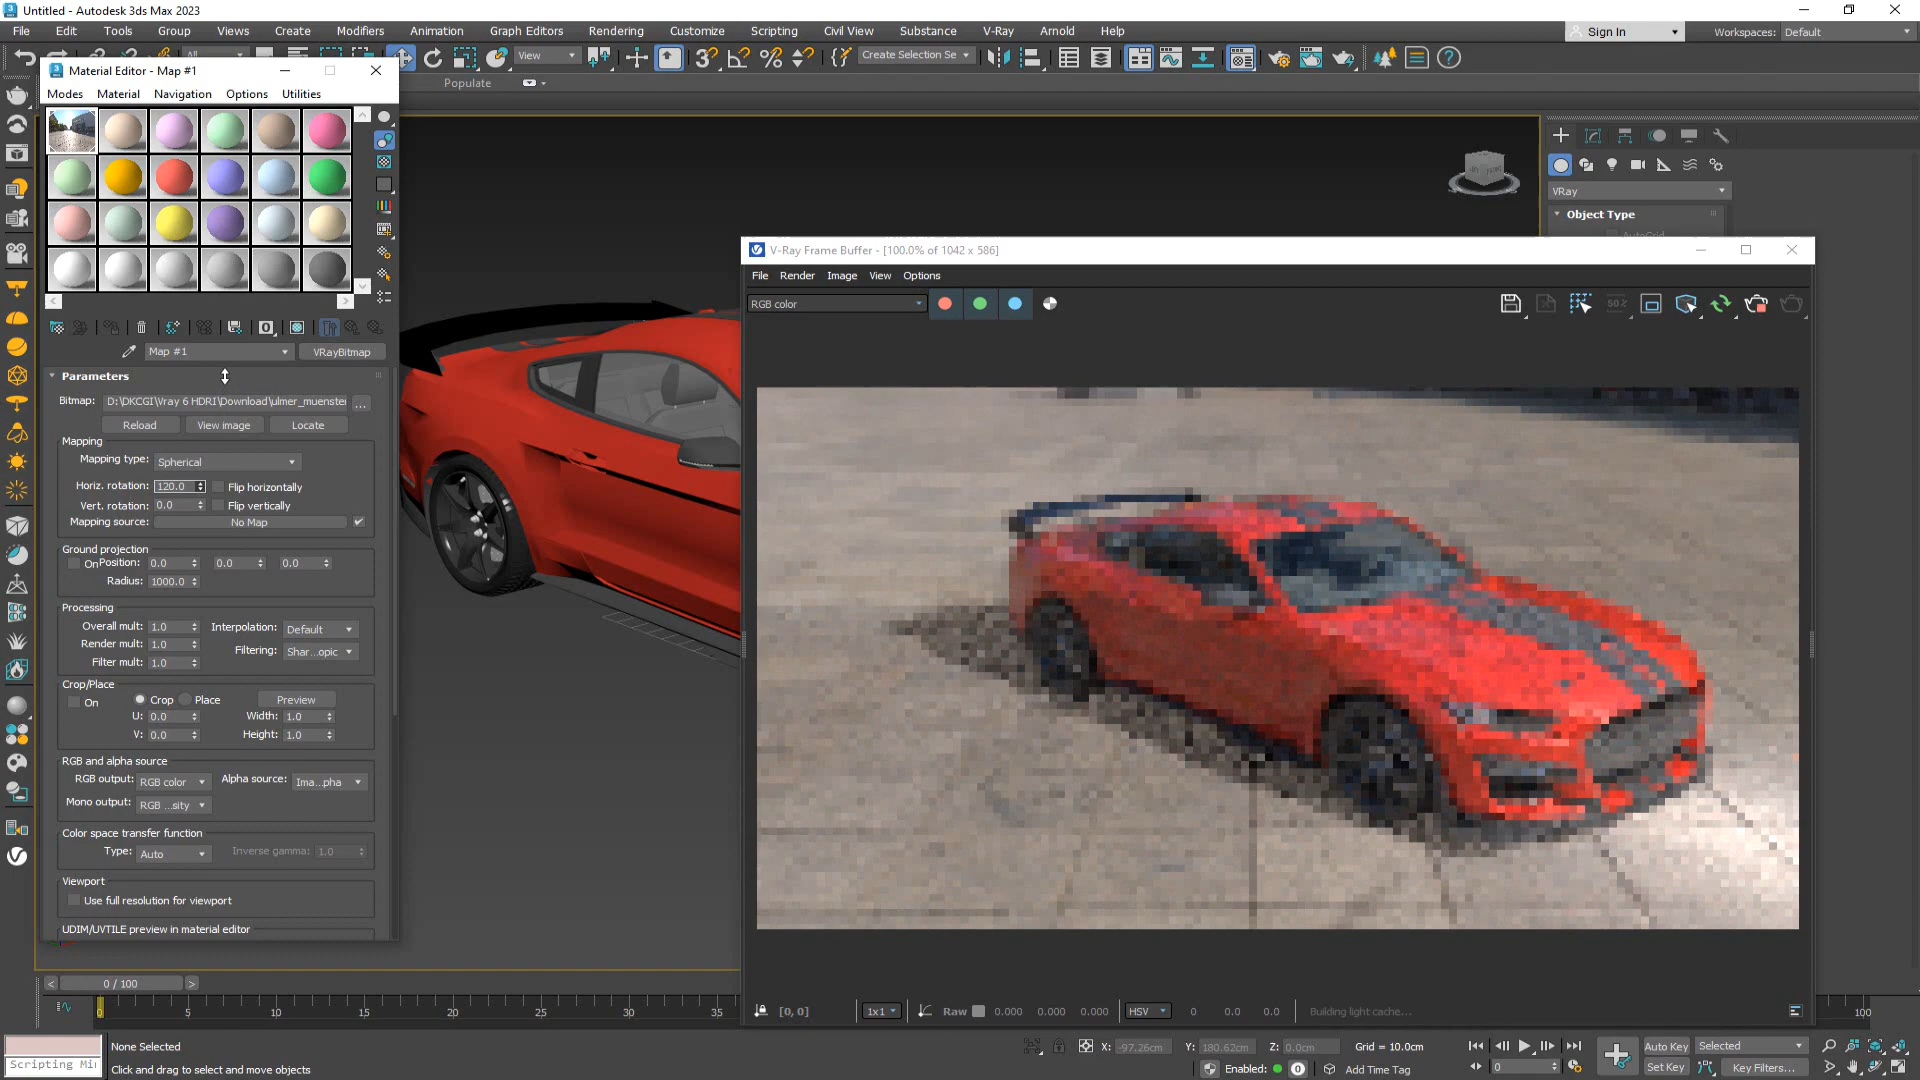 Untitled - Autodesk 3ds Max 2023
File Edit Tools Group Views Create Modifiers Animation Graph Editors Rendering Customize Scripting Civil View Substance V-Ray Arnold Help
Sign In
Workspaces: Default
All
View
Create Selection Se
Populate
Material Editor - Map #1
Modes Material Navigation Options Utilities
Map #1
VRayBitmap
Parameters
Bitmap: D:\DKCGI\Vray 6 HDRI\Download\ulmer_muenster
...
Reload View image Locate
Mapping
Mapping type: Spherical
Horiz. rotation: 120.0 Flip horizontally
Vert. rotation: 0.0 Flip vertically
Mapping source: No Map
Ground projection
On Position: 0.0 0.0 0.0
Radius: 1000.0
Processing
Overall mult: 1.0 Interpolation: Default
Render mult: 1.0
Filter mult: 1.0 Filtering: Shar...opic
Crop/Place
On Crop Place Preview
U: 0.0 Width: 1.0
V: 0.0 Height: 1.0
RGB and alpha source
RGB output: RGB color Alpha source: Ima...pha
Mono output: RGB ...sity
Color space transfer function
Type: Auto Inverse gamma: 1.0
Viewport
Use full resolution for viewport
UDIM/UVTILE preview in material editor
VRay
Object Type
AutoGrid
V-Ray Frame Buffer - [100.0% of 1042 x 586]
File Render Image View Options
RGB color
[0, 0]
1x1
Raw 0.000 0.000 0.000
HSV 0 0.0 0.0
Building light cache...
< 0 / 100 >
0 5 10 15 20 25 30 35 100
None Selected
Scripting Mi
Click and drag to select and move objects
X: -97.26cm Y: 180.62cm Z: 0.0cm Grid = 10.0cm
Enabled: 0 Add Time Tag
Auto Key Selected
0
Set Key Key Filters...